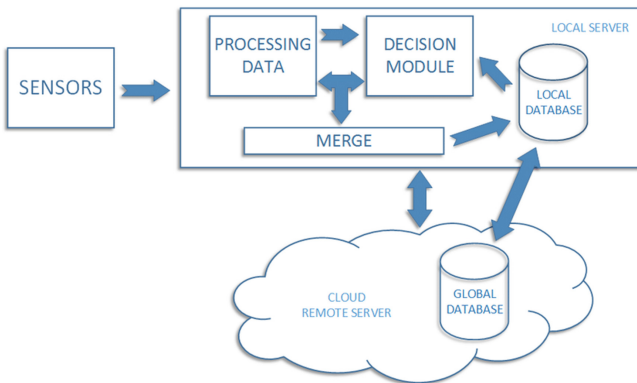 LOCAL SERVER
PROCESSING
DATA
DECISION
MODULE
SENSORS
LOCAL
DATABASE
MERGE
CLOUD
REMOTE SERVER
GLOBAL
DATABASE